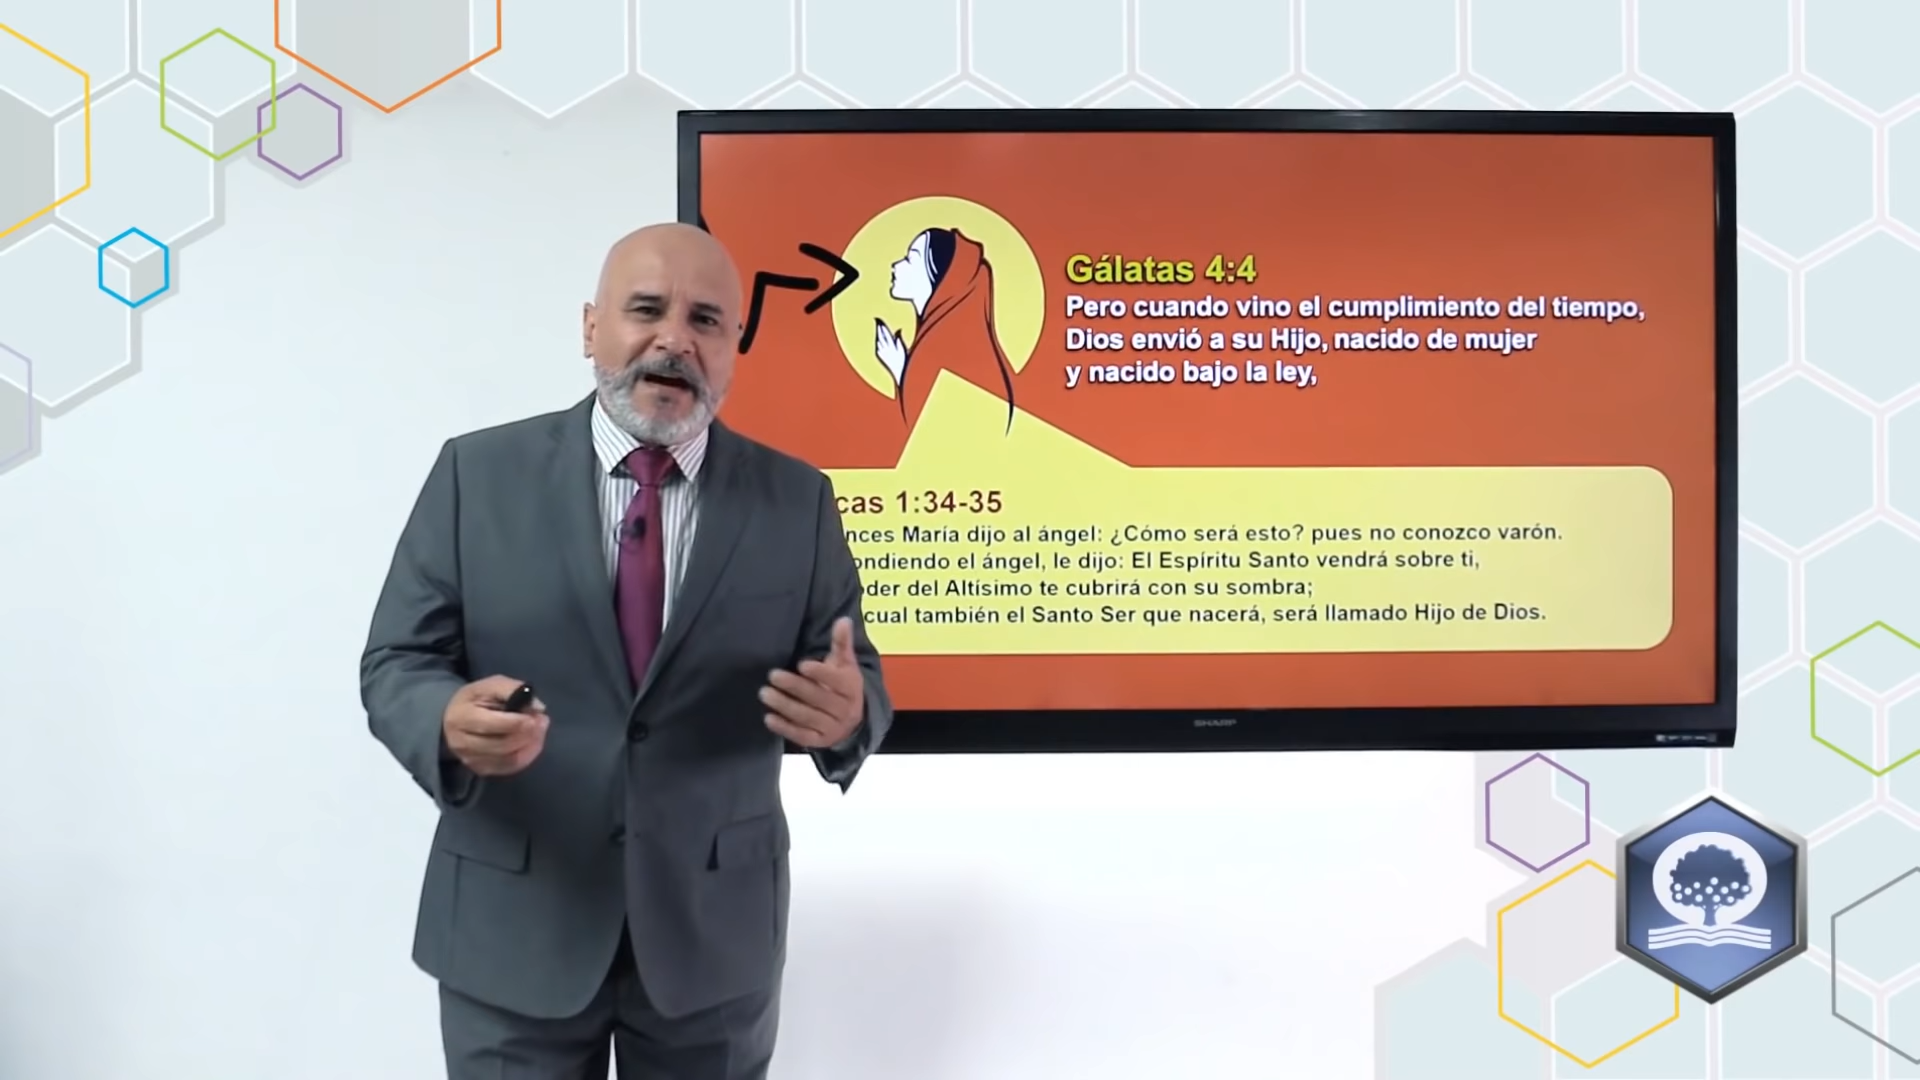 Gálatas 4:4
Pero cuando vino el cumplimiento del tiempo,
Dios envió a su Hijo, nacido de mujer
y nacido bajo la ley,
cas 1:34-35
nces María dijo al ángel: ¿Cómo será esto? pues no conozco varón.
ondiendo el ángel, le dijo: El Espíritu Santo vendrá sobre ti,
oder del Altísimo te cubrirá con su sombra;
cual también el Santo Ser que nacerá, será llamado Hijo de Dios.
SHARP